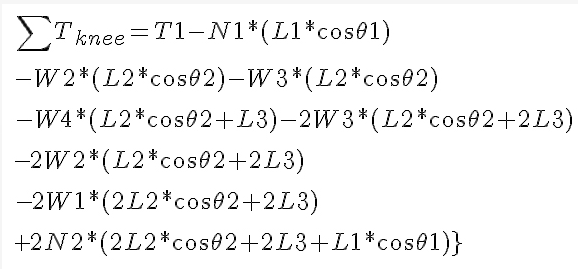 ∑T_{knee}=T1−N1*(L1*cosθ1)
−W2*(L2*cosθ2)−W3*(L2*cosθ2)
−W4*(L2*cosθ2+L3)−2W3*(L2*cosθ2+2L3)
−2W2*(L2*cosθ2+2L3)
−2W1*(2L2*cosθ2+2L3)
+2N2*(2L2*cosθ2+2L3+L1*cosθ1)}